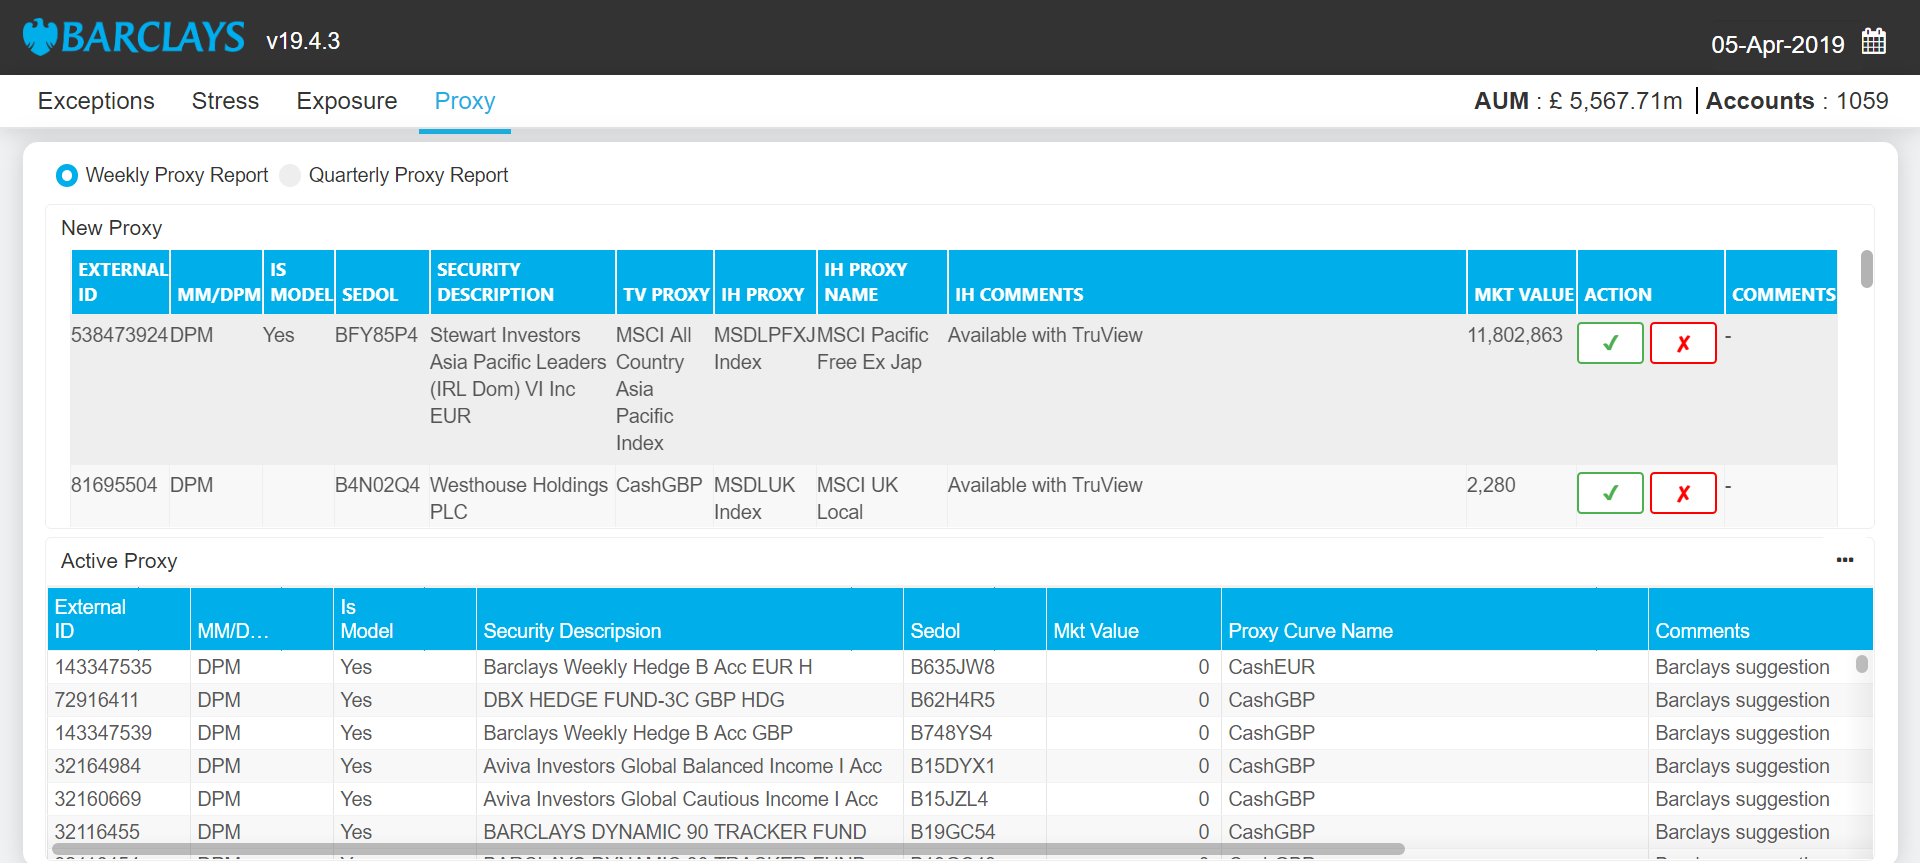 BARCLAYS v19.4.3 05-Apr-2019
Exceptions Stress Exposure Proxy AUM : £ 5,567.71m Accounts : 1059
Weekly Proxy Report Quarterly Proxy Report
New Proxy
EXTERNAL IS SECURITY IH PROXY
ID MM/DPM MODEL SEDOL DESCRIPTION TV PROXY IH PROXY NAME IH COMMENTS MKT VALUE ACTION COMMENTS
538473924 DPM Yes BFY85P4 Stewart Investors MSCI All MSDLPFXJ MSCI Pacific Available with TruView 11,802,863 ✓ ✗ -
Asia Pacific Leaders Country Index Free Ex Jap
(IRL Dom) VI Inc Asia
EUR Pacific
Index
81695504 DPM B4N02Q4 Westhouse Holdings CashGBP MSDLUK MSCI UK Available with TruView 2,280 ✓ ✗ -
PLC Index Local
Active Proxy ...
External Is
ID MM/D... Model Security Descripsion Sedol Mkt Value Proxy Curve Name Comments
143347535 DPM Yes Barclays Weekly Hedge B Acc EUR H B635JW8 0 CashEUR Barclays suggestion
72916411 DPM Yes DBX HEDGE FUND-3C GBP HDG B62H4R5 0 CashGBP Barclays suggestion
143347539 DPM Yes Barclays Weekly Hedge B Acc GBP B748YS4 0 CashGBP Barclays suggestion
32164984 DPM Yes Aviva Investors Global Balanced Income I Acc B15DYX1 0 CashGBP Barclays suggestion
32160669 DPM Yes Aviva Investors Global Cautious Income I Acc B15JZL4 0 CashGBP Barclays suggestion
32116455 DPM Yes BARCLAYS DYNAMIC 90 TRACKER FUND B19GC54 0 CashGBP Barclays suggestion